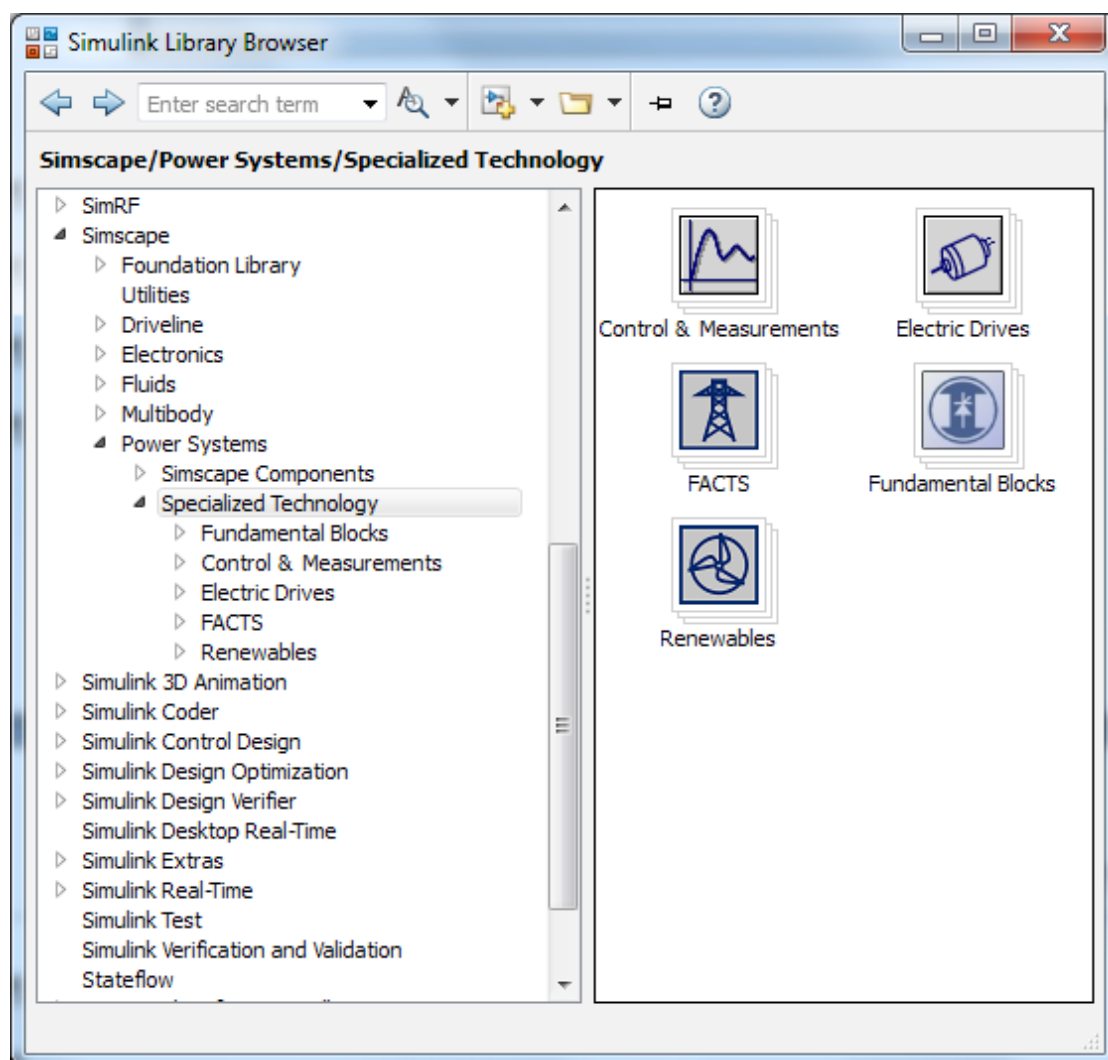 Simulink Library Browser
Enter search term
Simscape/Power Systems/Specialized Technology
SimRF
Simscape
Foundation Library
Utilities
Driveline
Electronics
Fluids
Multibody
Power Systems
Simscape Components
Specialized Technology
Fundamental Blocks
Control & Measurements
Electric Drives
FACTS
Renewables
Simulink 3D Animation
Simulink Coder
Simulink Control Design
Simulink Design Optimization
Simulink Design Verifier
Simulink Desktop Real-Time
Simulink Extras
Simulink Real-Time
Simulink Test
Simulink Verification and Validation
Stateflow
Control & Measurements
Electric Drives
FACTS
Fundamental Blocks
Renewables